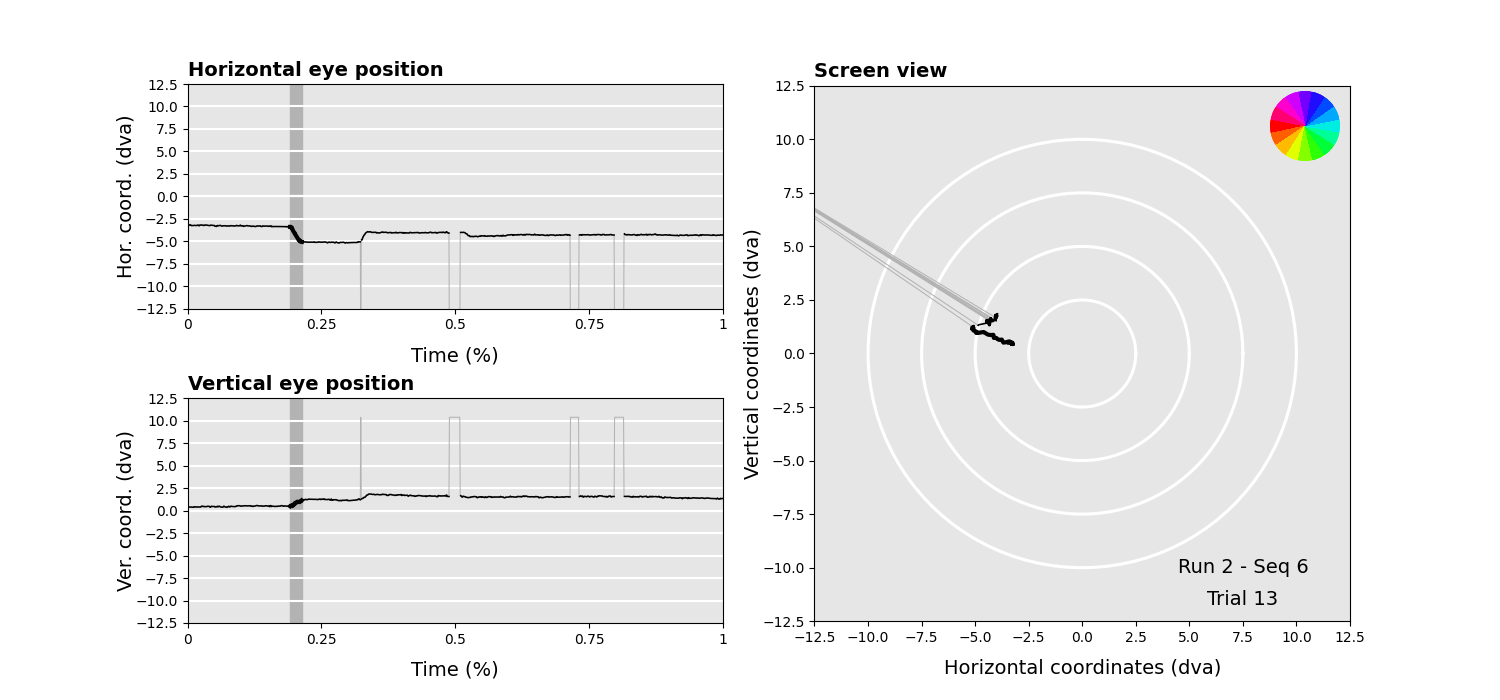 Horizontal eye position
Hor. coord. (dva)
12.5
10.0
7.5
5.0
2.5
0.0
−2.5
−5.0
−7.5
−10.0
−12.5
0 0.25 0.5 0.75 1
Time (%)
Vertical eye position
Ver. coord. (dva)
12.5
10.0
7.5
5.0
2.5
0.0
−2.5
−5.0
−7.5
−10.0
−12.5
0 0.25 0.5 0.75 1
Time (%)
Screen view
Vertical coordinates (dva)
12.5
10.0
7.5
5.0
2.5
0.0
−2.5
−5.0
−7.5
−10.0
−12.5
Run 2 - Seq 6
Trial 13
−12.5 −10.0 −7.5 −5.0 −2.5 0.0 2.5 5.0 7.5 10.0 12.5
Horizontal coordinates (dva)